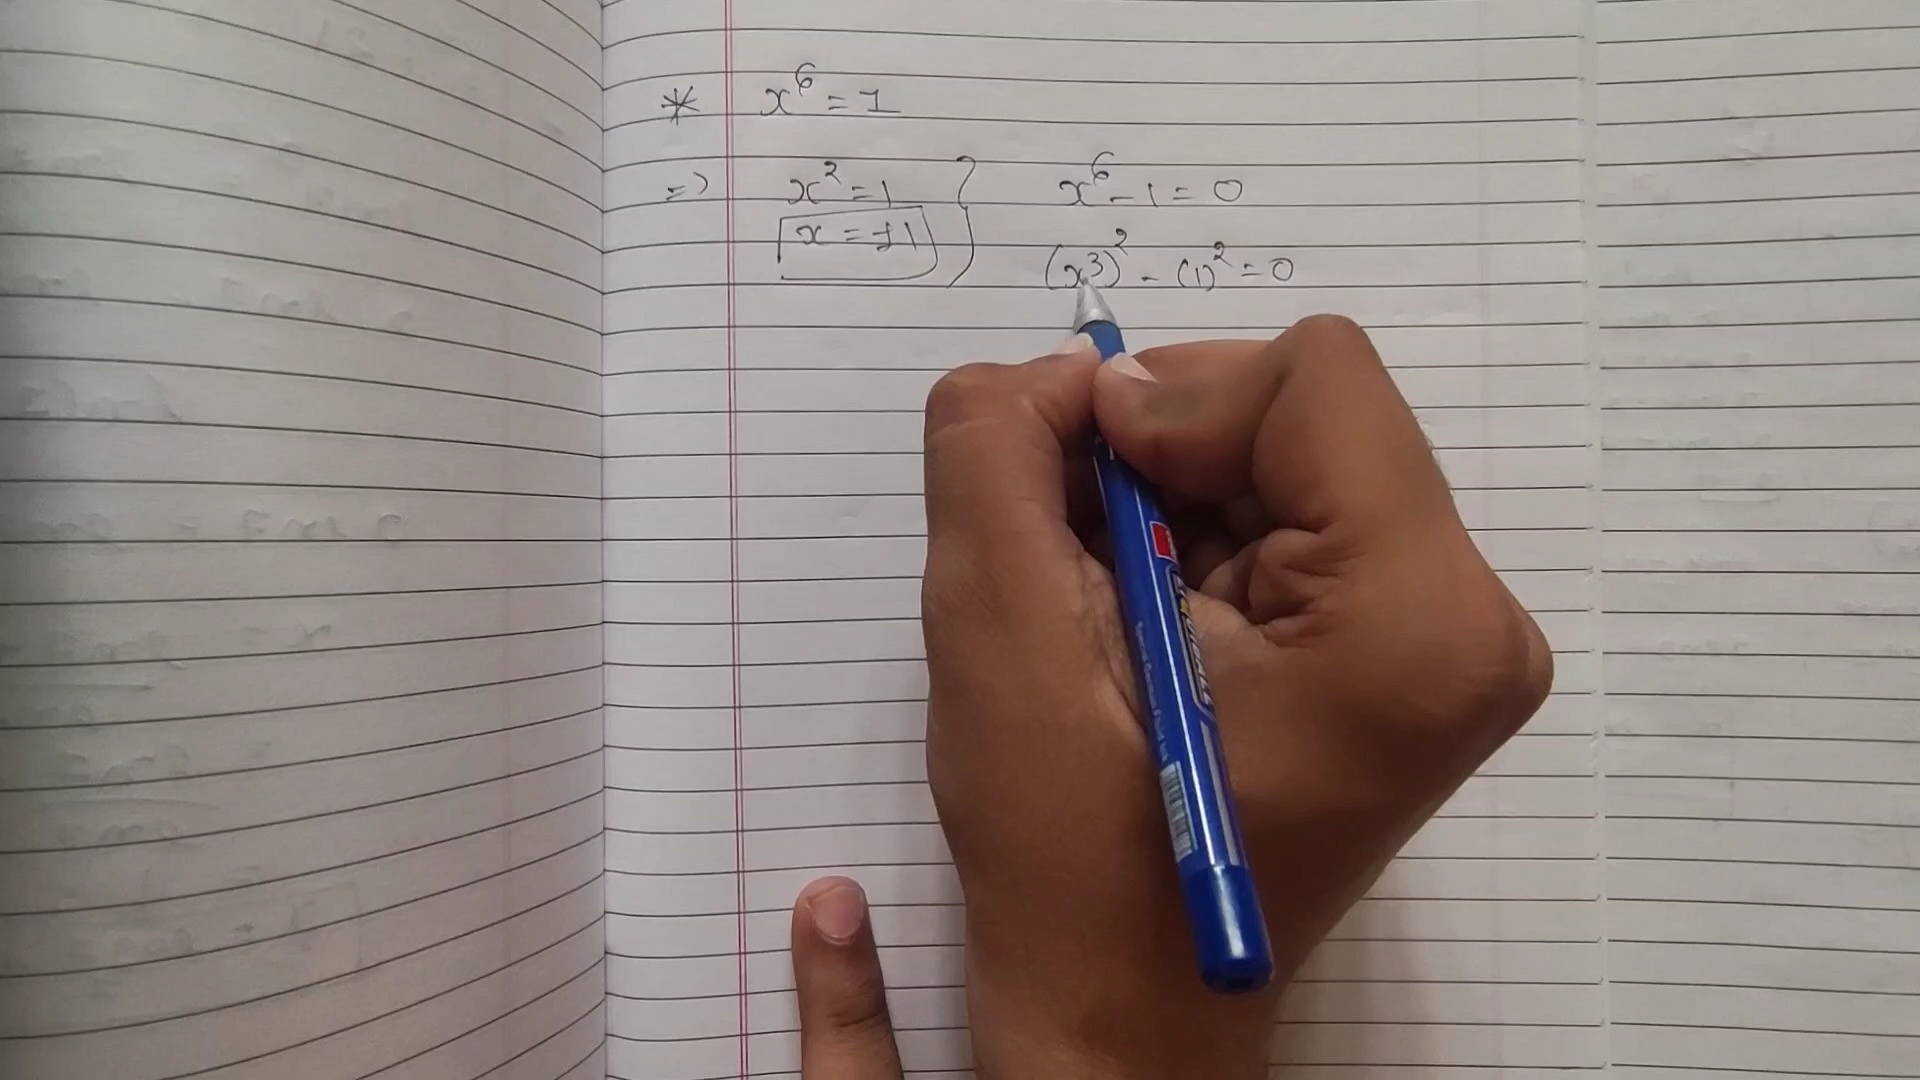 * x⁶ = 1
=> x² = 1
x = ±1
x⁶ - 1 = 0
(x³)² - (1)² = 0